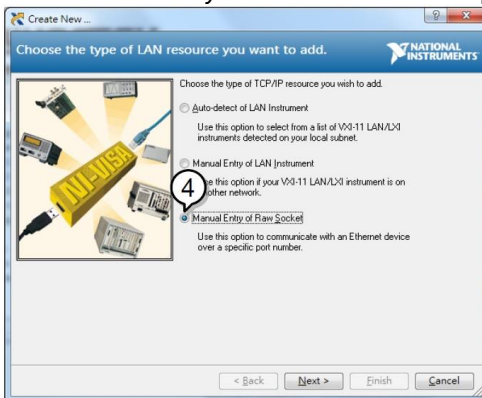 Create New ...
Choose the type of LAN resource you want to add.
NATIONAL
INSTRUMENTS
Choose the type of TCP/IP resource you wish to add.
Auto-detect of LAN Instrument
Use this option to select from a list of VXI-11 LAN/LXI
instruments detected on your local subnet.
Manual Entry of LAN Instrument
this option if your VXI-11 LAN/LXI instrument is on
other network.
4
Manual Entry of Raw Socket
Use this option to communicate with an Ethernet device
over a specific port number.
NI-VISA
< Back
Next >
Finish
Cancel